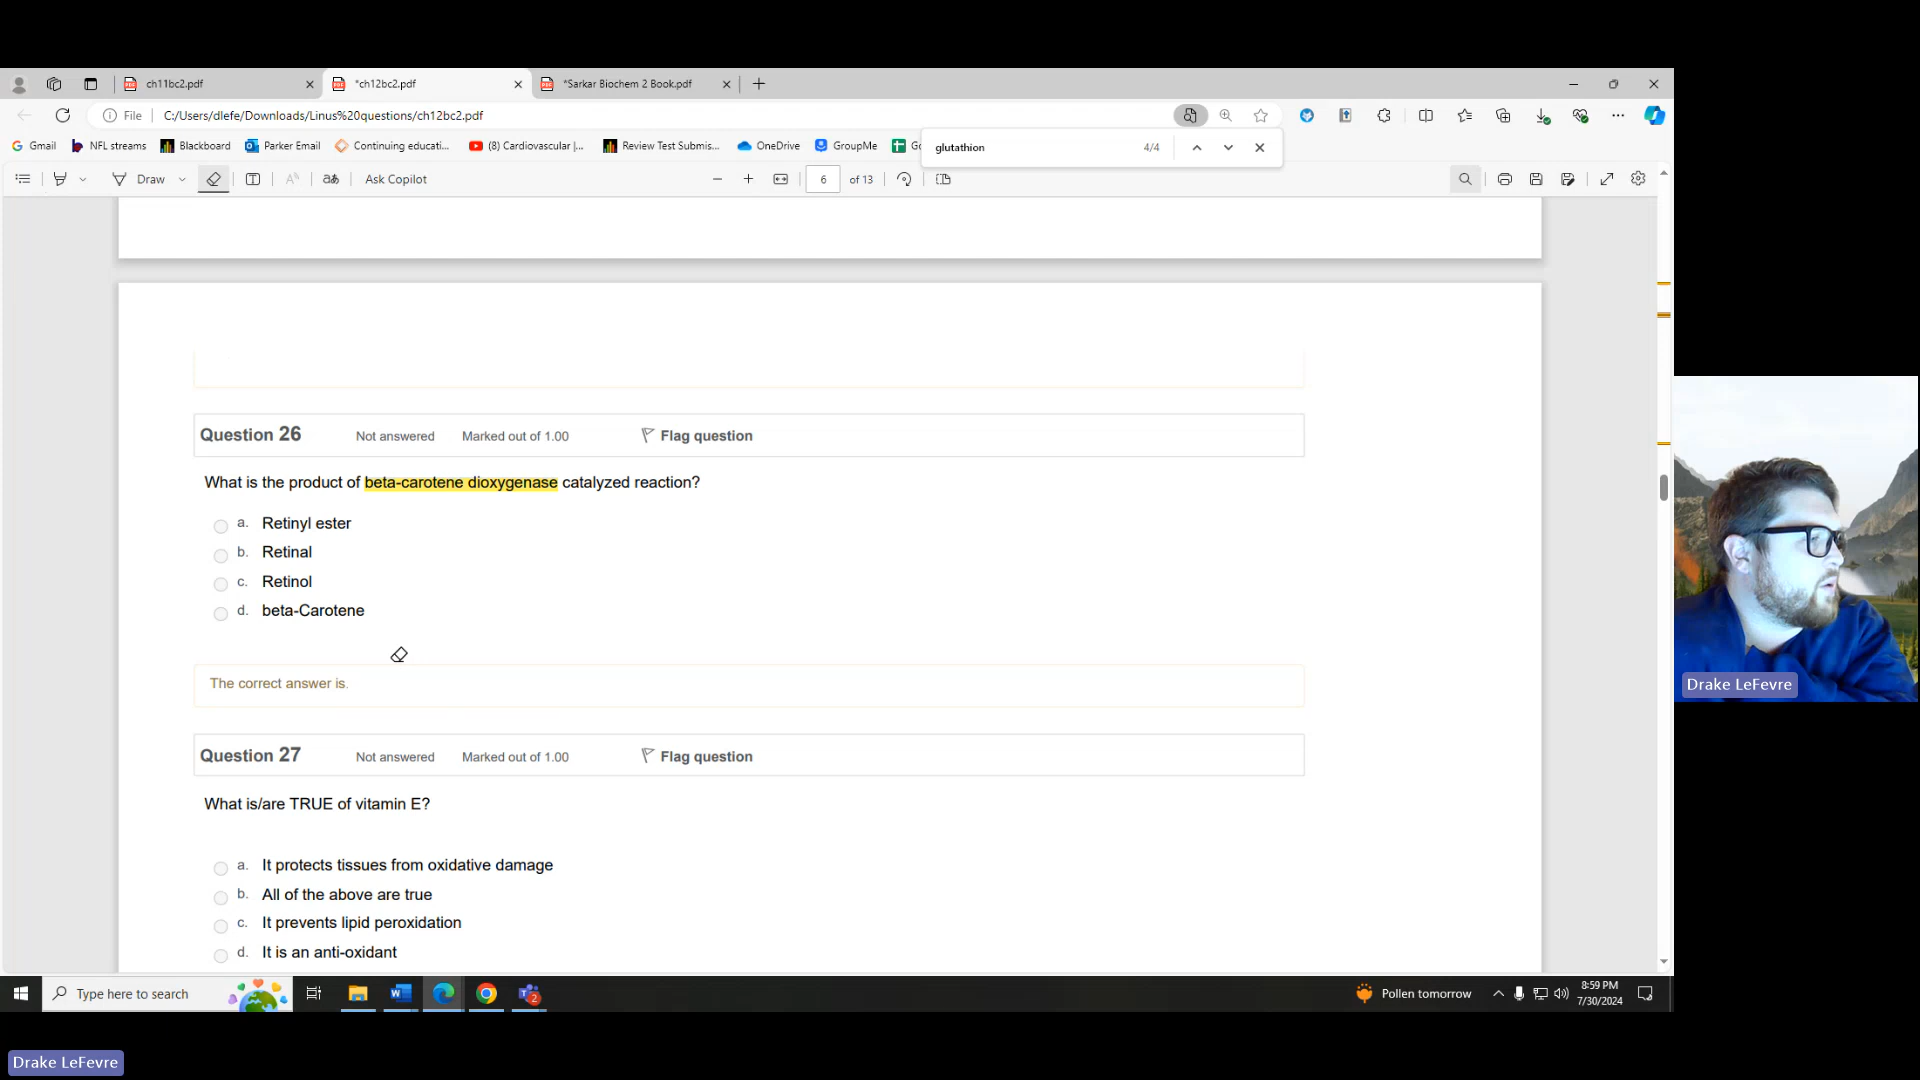 ch11bc2.pdf
*ch12bc2.pdf
*Sarkar Biochem 2 Book.pdf
File
C:/Users/dlefe/Downloads/Linus%20questions/ch12bc2.pdf
Gmail
NFL streams
Blackboard
Parker Email
Continuing educati...
(8) Cardiovascular |...
Review Test Submis...
OneDrive
GroupMe
glutathion
4/4
Draw
Ask Copilot
6
of 13
Question 26
Not answered
Marked out of 1.00
Flag question
What is the product of beta-carotene dioxygenase catalyzed reaction?
a. Retinyl ester
b. Retinal
c. Retinol
d. beta-Carotene
The correct answer is.
Question 27
Not answered
Marked out of 1.00
Flag question
What is/are TRUE of vitamin E?
a. It protects tissues from oxidative damage
b. All of the above are true
c. It prevents lipid peroxidation
d. It is an anti-oxidant
Drake LeFevre
Type here to search
2
Pollen tomorrow
8:59 PM
7/30/2024
Drake LeFevre